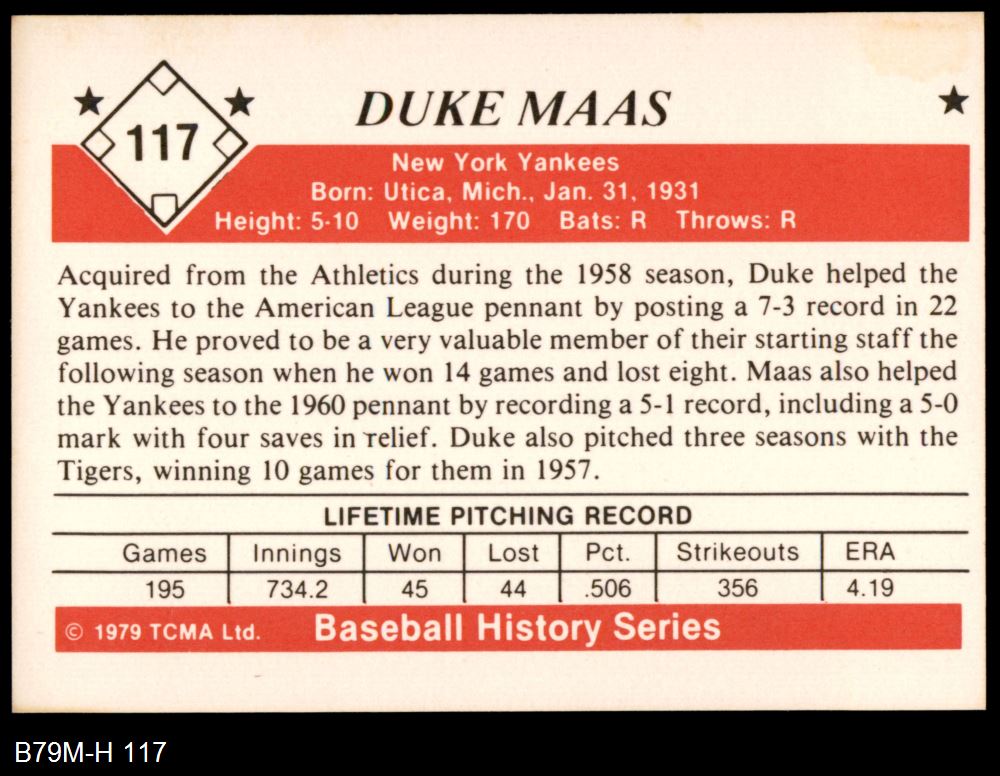 117
DUKE MAAS
New York Yankees
Born: Utica, Mich., Jan. 31, 1931
Height: 5-10 Weight: 170 Bats: R Throws: R
Acquired from the Athletics during the 1958 season, Duke helped the
Yankees to the American League pennant by posting a 7-3 record in 22
games. He proved to be a very valuable member of their starting staff the
following season when he won 14 games and lost eight. Maas also helped
the Yankees to the 1960 pennant by recording a 5-1 record, including a 5-0
mark with four saves in relief. Duke also pitched three seasons with the
Tigers, winning 10 games for them in 1957.
LIFETIME PITCHING RECORD
Games Innings Won Lost Pct. Strikeouts ERA
195 734.2 45 44 .506 356 4.19
© 1979 TCMA Ltd. Baseball History Series
B79M-H 117